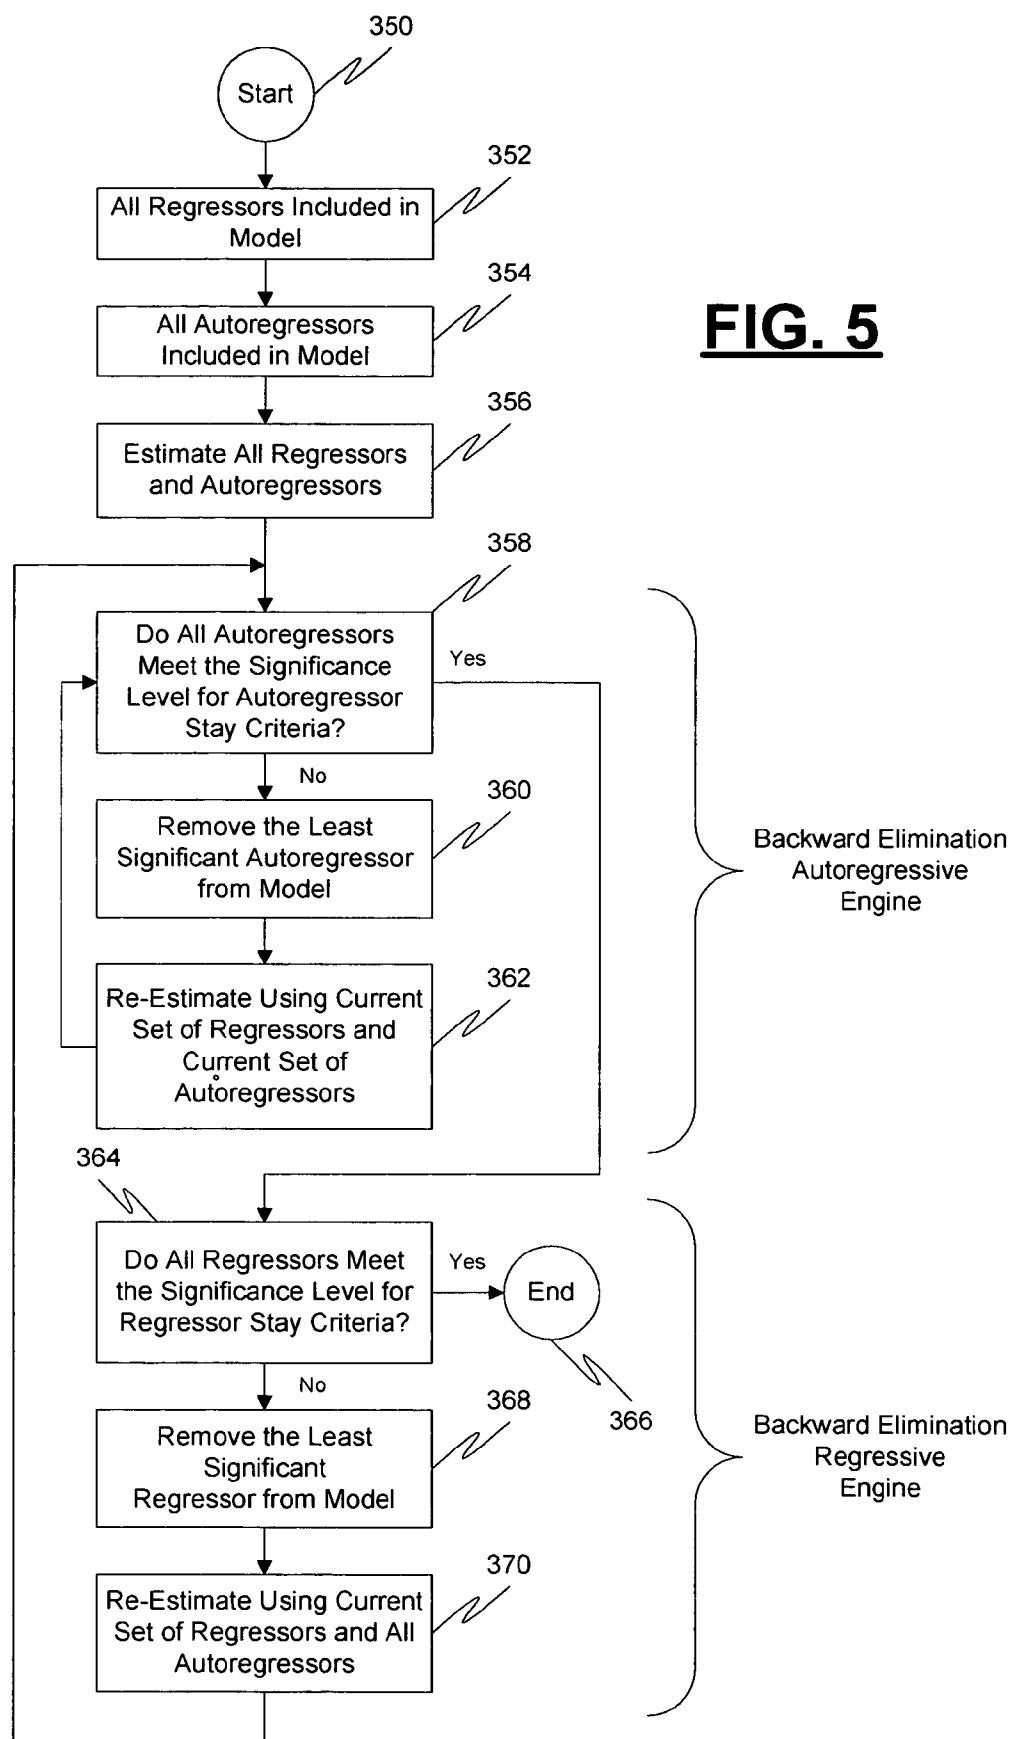 350
Start
352
All Regressors Included in
Model
354
All Autoregressors
Included in Model
FIG. 5
356
Estimate All Regressors
and Autoregressors
358
Do All Autoregressors
Meet the Significance
Level for Autoregressor
Stay Criteria?
Yes
No
360
Remove the Least
Significant Autoregressor
from Model
Backward Elimination
Autoregressive
Engine
362
Re-Estimate Using Current
Set of Regressors and
Current Set of
Autoregressors
364
Do All Regressors Meet
the Significance Level for
Regressor Stay Criteria?
Yes
End
366
No
368
Remove the Least
Significant
Regressor from Model
Backward Elimination
Regressive
Engine
370
Re-Estimate Using Current
Set of Regressors and All
Autoregressors